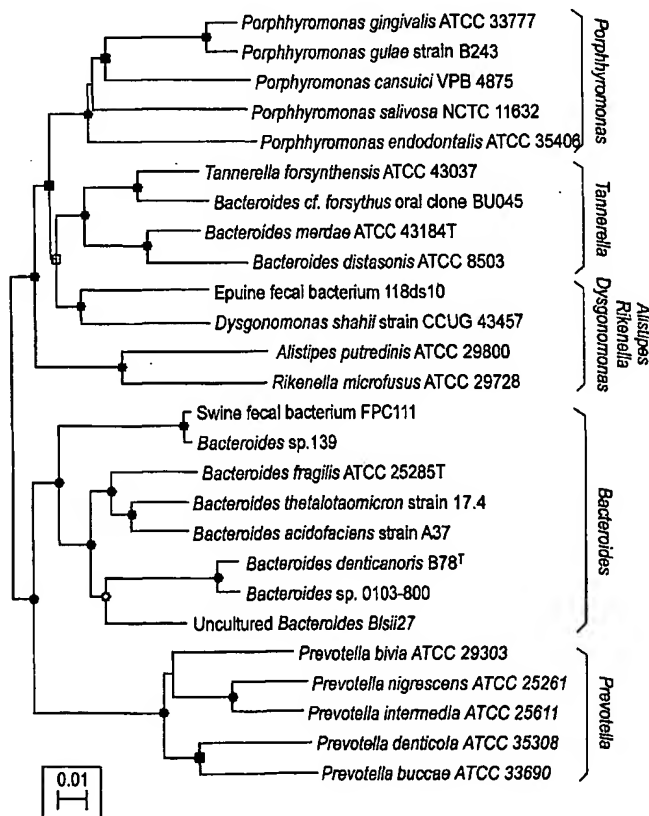 Porphhyromonas gingivalis ATCC 33777
Porphhyromonas gulae strain B243
Porphyromonas cansuici VPB 4875
Porphhyromonas salivosa NCTC 11632
Porphhyromonas endodontalis ATCC 35406
Porphhyromonas
Tannerella forsynthensis ATCC 43037
Bacteroides cf. forsythus oral clone BU045
Bacteroides merdae ATCC 43184T
Bacteroides distasonis ATCC 8503
Tannerella
Epuine fecal bacterium 118ds10
Dysgonomonas shahii strain CCUG 43457
Alistipes putredinis ATCC 29800
Rikenella microfusus ATCC 29728
Alistipes
Rikenella
Dysgonomonas
Swine fecal bacterium FPC111
Bacteroides sp.139
Bacteroides fragilis ATCC 25285T
Bacteroides thetalotaomicron strain 17.4
Bacteroides acidofaciens strain A37
Bacteroides denticanoris B78ᵀ
Bacteroides sp. 0103-800
Uncultured Bacteroides Blsii27
Bacteroides
Prevotella bivia ATCC 29303
Prevotella nigrescens ATCC 25261
Prevotella intermedia ATCC 25611
Prevotella denticola ATCC 35308
Prevotella buccae ATCC 33690
Prevotella
0.01